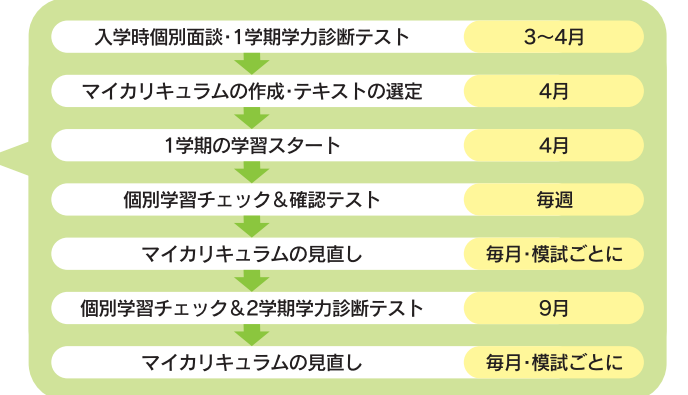 入学時個別面談・1学期学力診断テスト 3〜4月
マイカリキュラムの作成・テキストの選定 4月
1学期の学習スタート 4月
個別学習チェック＆確認テスト 毎週
マイカリキュラムの見直し 毎月・模試ごとに
個別学習チェック＆2学期学力診断テスト 9月
マイカリキュラムの見直し 毎月・模試ごとに